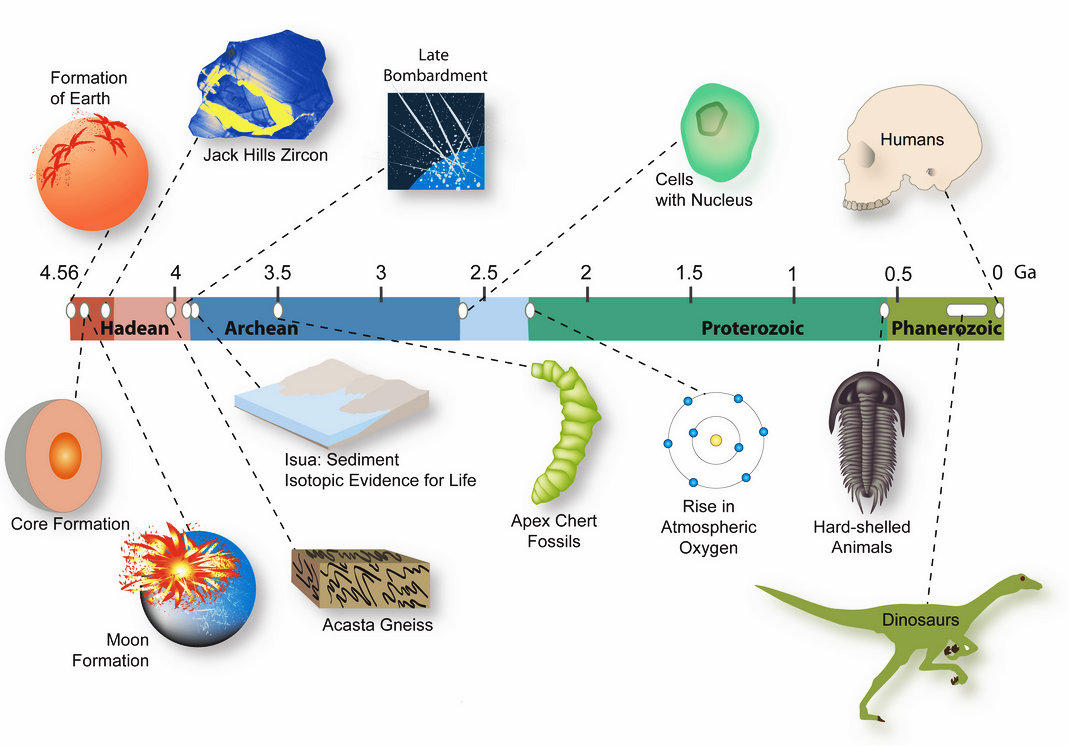 Formation
of Earth
Jack Hills Zircon
Late
Bombardment
Cells
with Nucleus
Humans
4.56
4
3.5
3
2.5
2
1.5
1
0.5
0 Ga
Hadean
Archean
Proterozoic
Phanerozoic
Core Formation
Moon
Formation
Isua: Sediment
Isotopic Evidence for Life
Acasta Gneiss
Apex Chert
Fossils
Rise in
Atmospheric
Oxygen
Hard-shelled
Animals
Dinosaurs